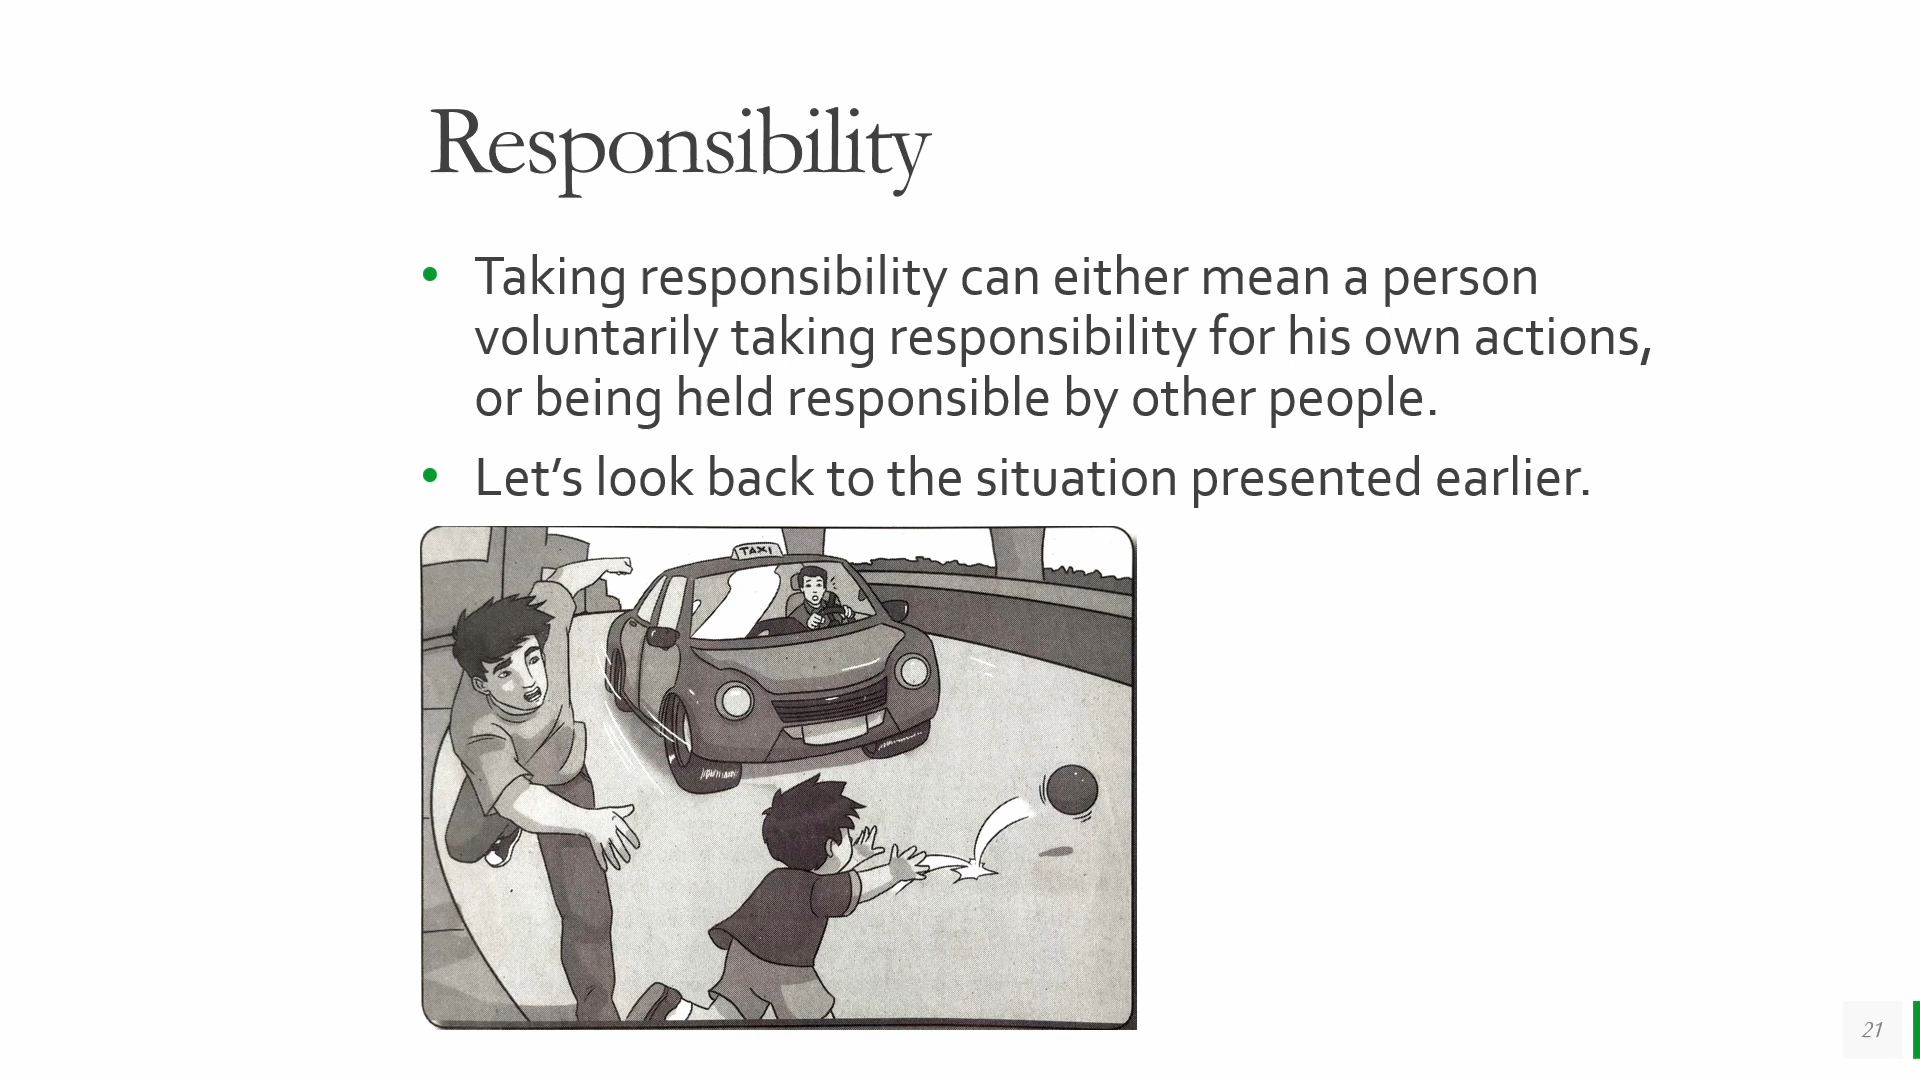 Responsibility
• Taking responsibility can either mean a person
voluntarily taking responsibility for his own actions,
or being held responsible by other people.
• Let’s look back to the situation presented earlier.
TAXI
21